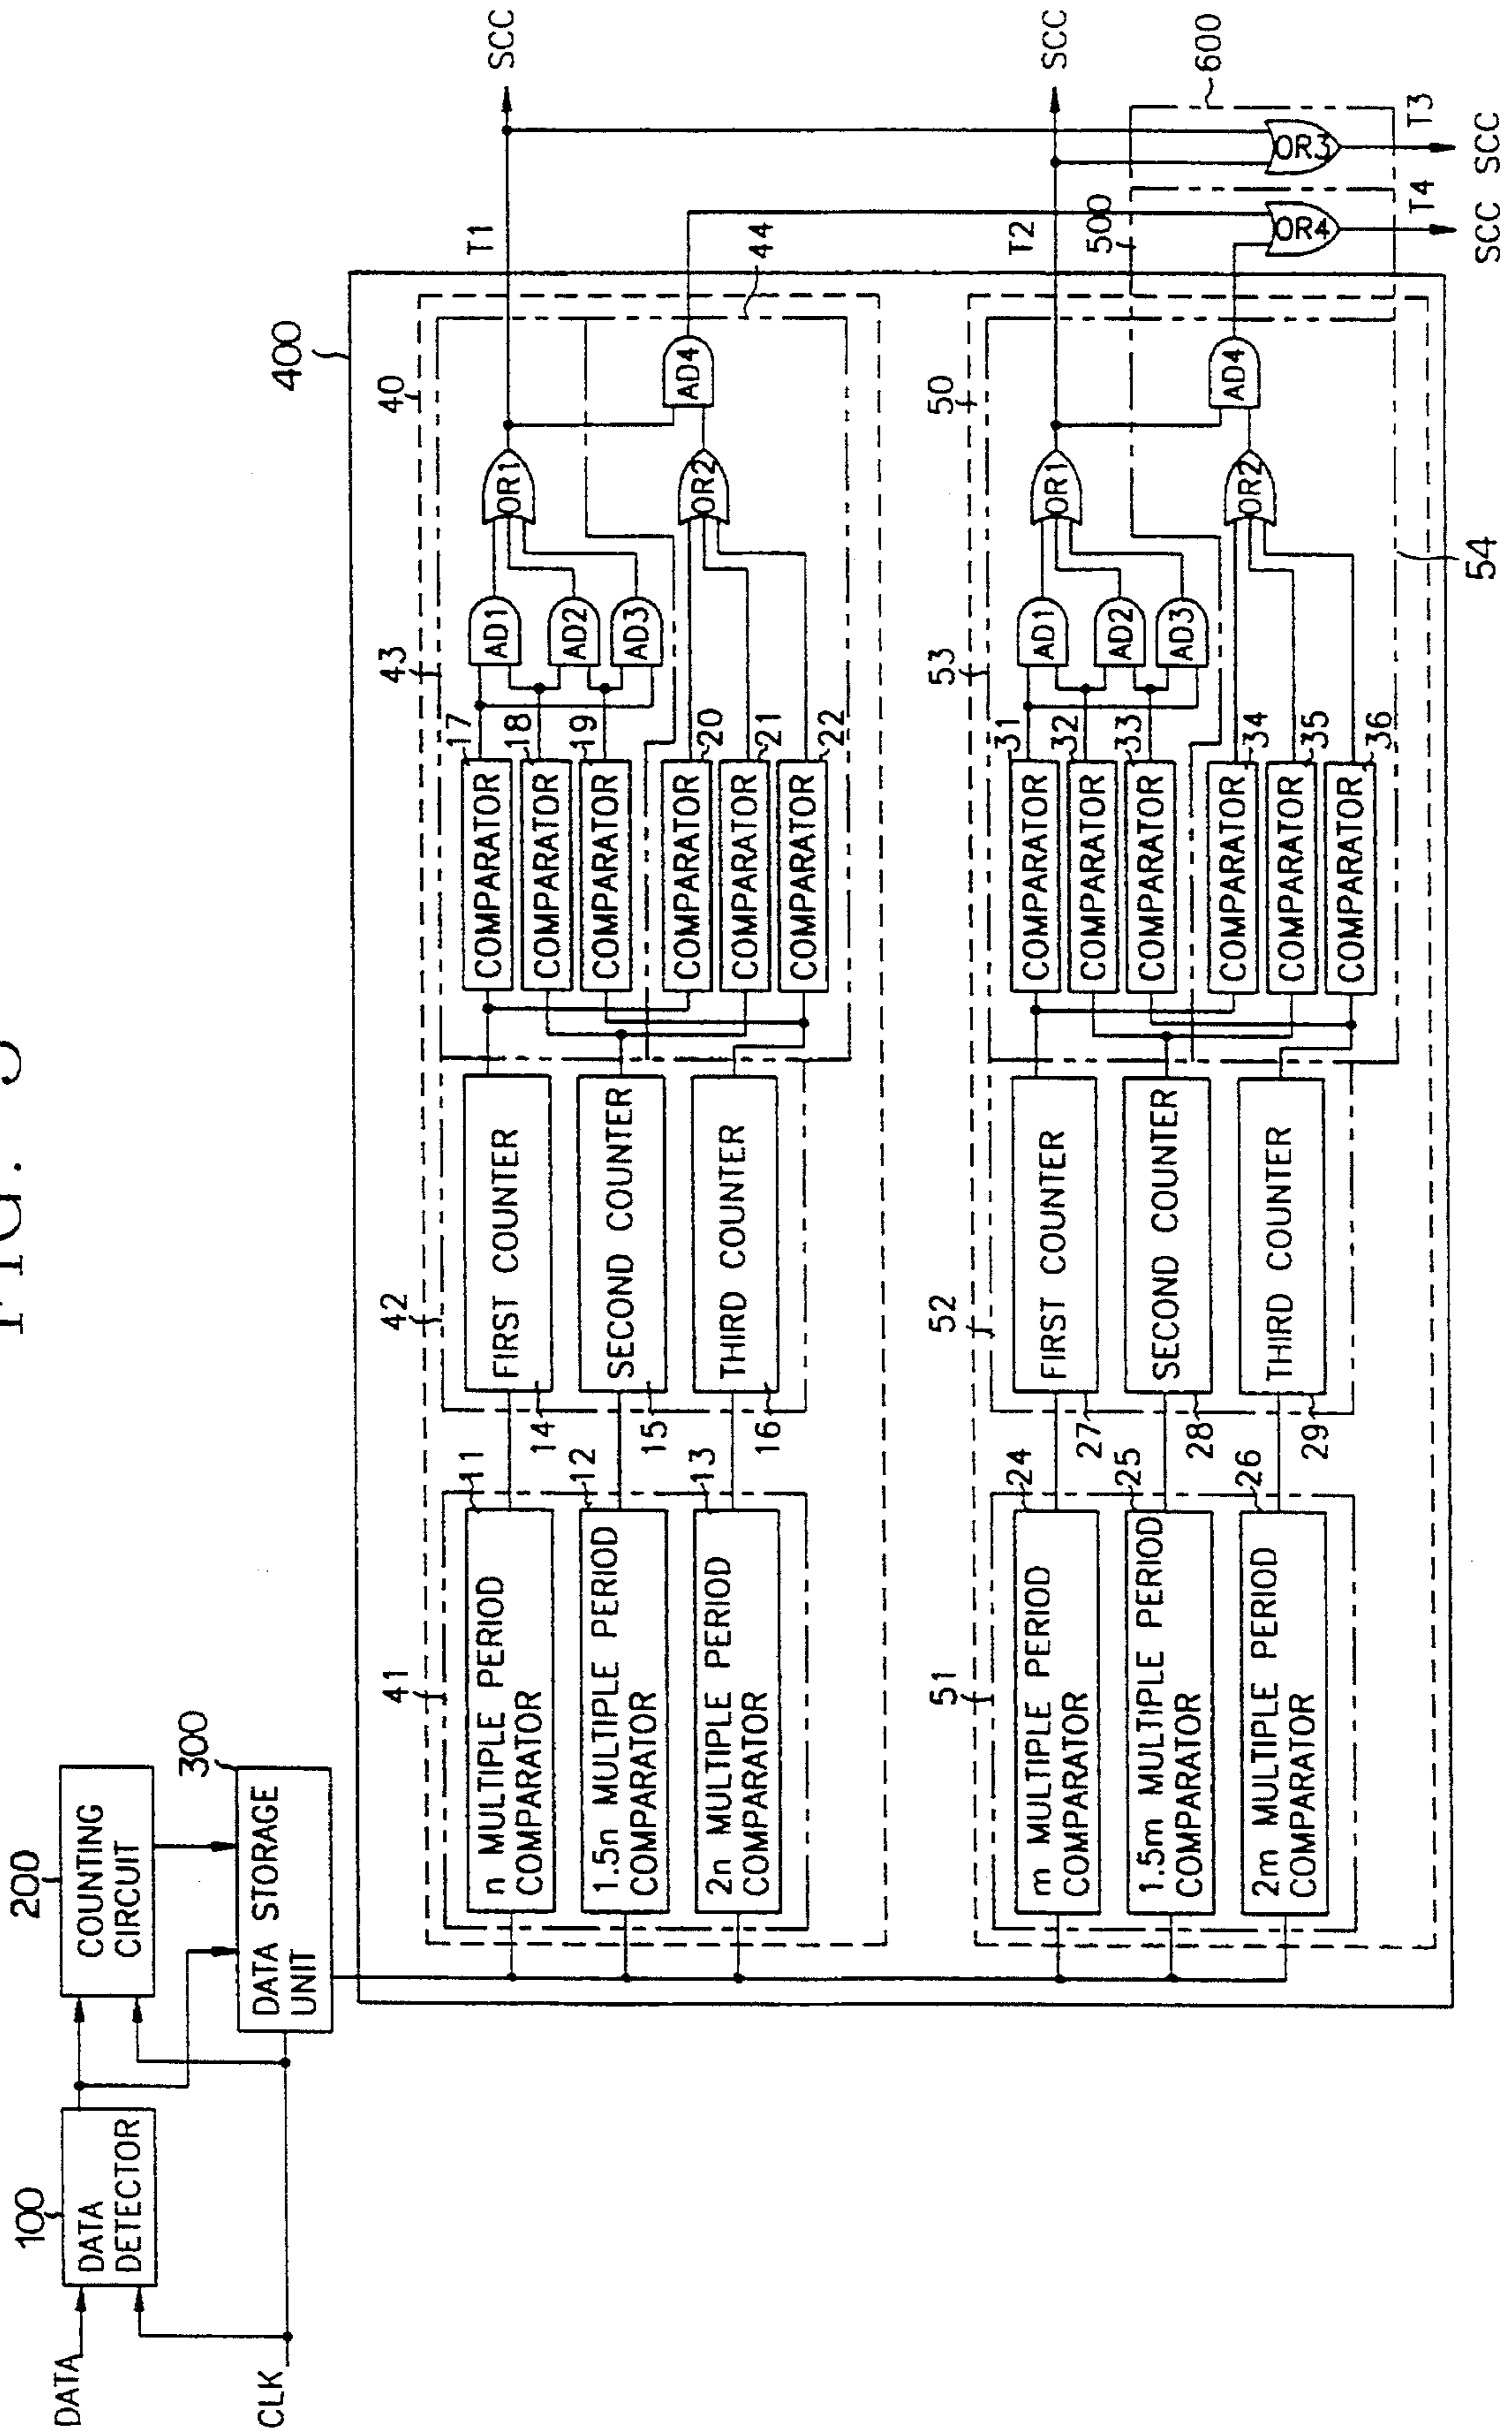 FIG. 3
DATA
CLK
100
DATA
DETECTOR
200
COUNTING
CIRCUIT
300
DATA STORAGE
UNIT
400
40
41
n MULTIPLE PERIOD
COMPARATOR
11
1.5n MULTIPLE PERIOD
COMPARATOR
12
2n MULTIPLE PERIOD
COMPARATOR
13
42
FIRST COUNTER
14
SECOND COUNTER
15
THIRD COUNTER
16
43
COMPARATOR
17
COMPARATOR
18
COMPARATOR
19
COMPARATOR
20
COMPARATOR
21
COMPARATOR
22
AD1
AD2
AD3
OR1
OR2
AD4
44
T1
SCC
50
51
m MULTIPLE PERIOD
COMPARATOR
24
1.5m MULTIPLE PERIOD
COMPARATOR
25
2m MULTIPLE PERIOD
COMPARATOR
26
52
FIRST COUNTER
27
SECOND COUNTER
28
THIRD COUNTER
29
53
COMPARATOR
31
COMPARATOR
32
COMPARATOR
33
COMPARATOR
34
COMPARATOR
35
COMPARATOR
36
AD1
AD2
AD3
OR1
OR2
AD4
54
T2
SCC
500
600
OR3
OR4
T3
SCC
T4
SCC